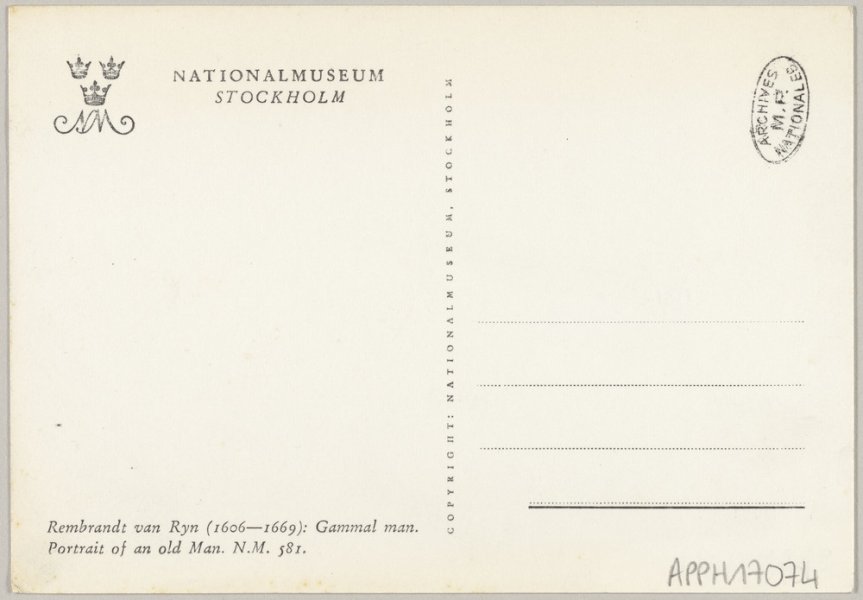 NATIONALMUSEUM
STOCKHOLM
NM
Rembrandt van Ryn (1606—1669): Gammal man.
Portrait of an old Man. N.M. 581.
COPYRIGHT: NATIONALMUSEUM, STOCKHOLM
ARCHIVES
M.P.
NATIONALES
APPH17074